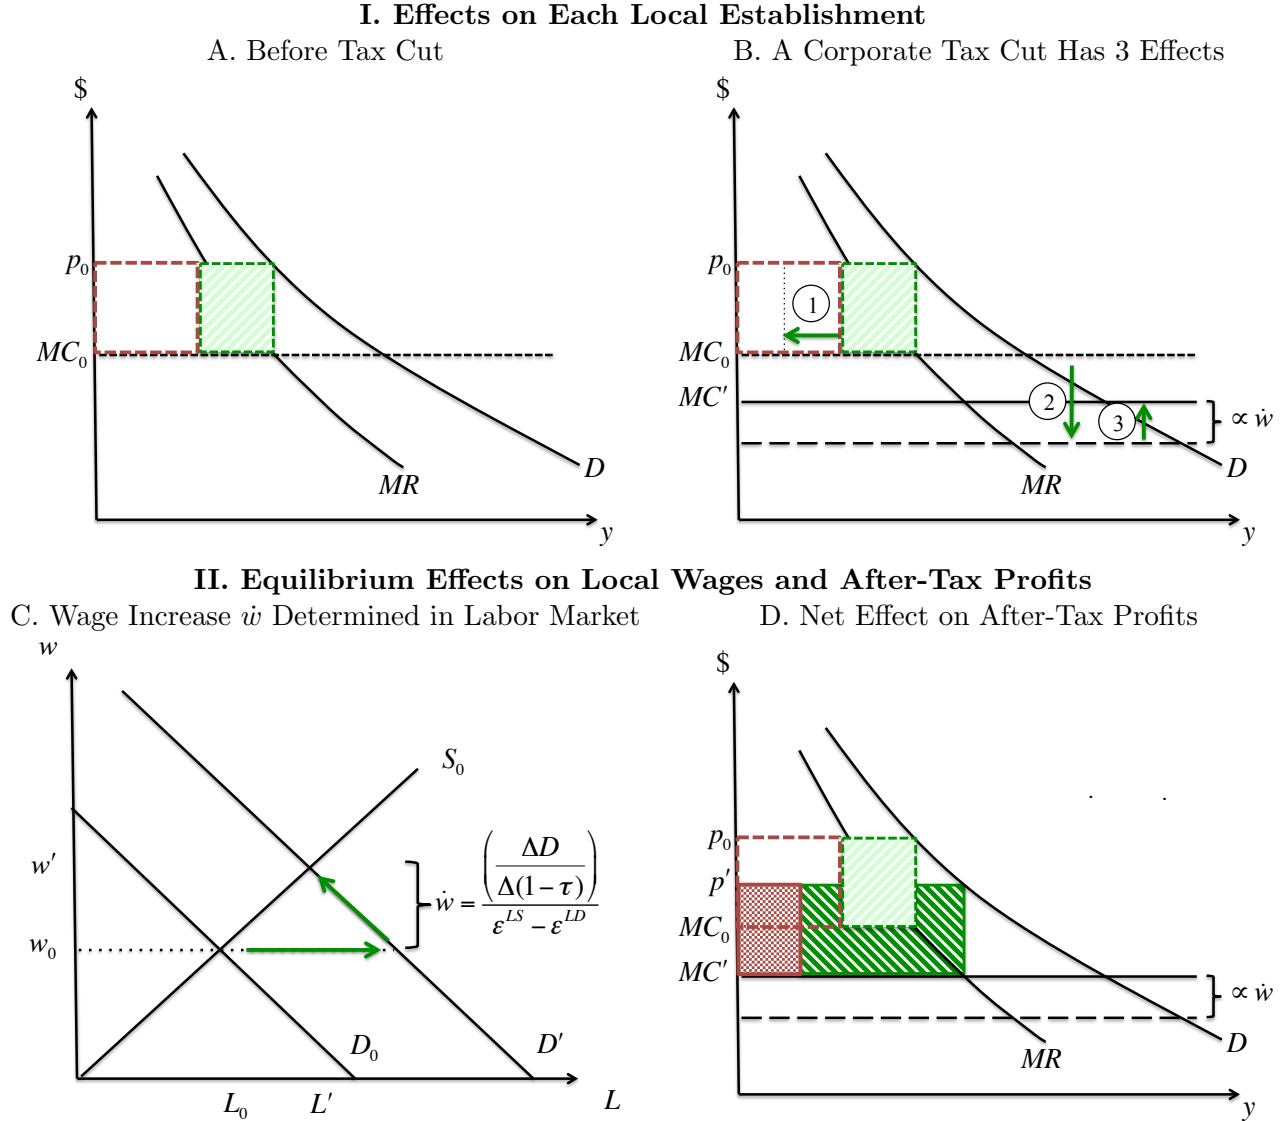 I. Effects on Each Local Establishment
A. Before Tax Cut
B. A Corporate Tax Cut Has 3 Effects
$
p₀
MC₀
MR
D
y
$
p₀
1
MC₀
MC′
2
3
∝ ẇ
MR
D
y
II. Equilibrium Effects on Local Wages and After-Tax Profits
C. Wage Increase ẇ Determined in Labor Market
D. Net Effect on After-Tax Profits
w
S₀
w′
ẇ = (ΔD / Δ(1−τ)) / (ε^LS − ε^LD)
w₀
D₀
D′
L₀
L′
L
$
p₀
p′
MC₀
MC′
∝ ẇ
MR
D
y